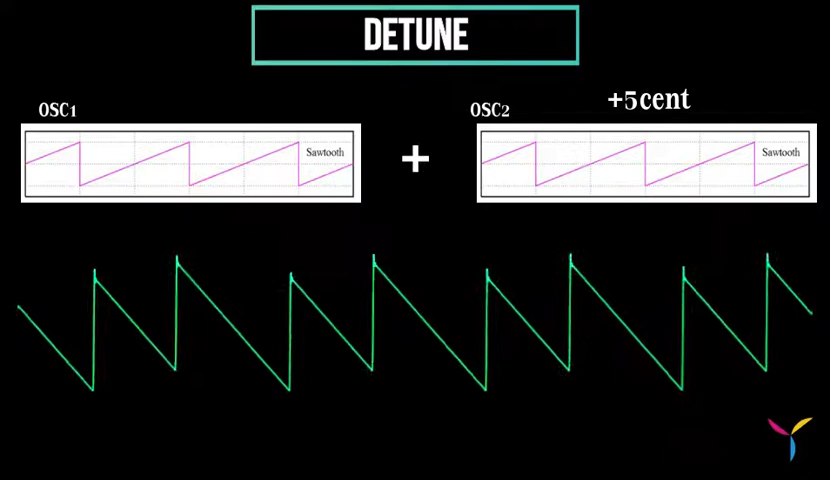 DETUNE
OSC1
OSC2
+5cent
Sawtooth
+
Sawtooth